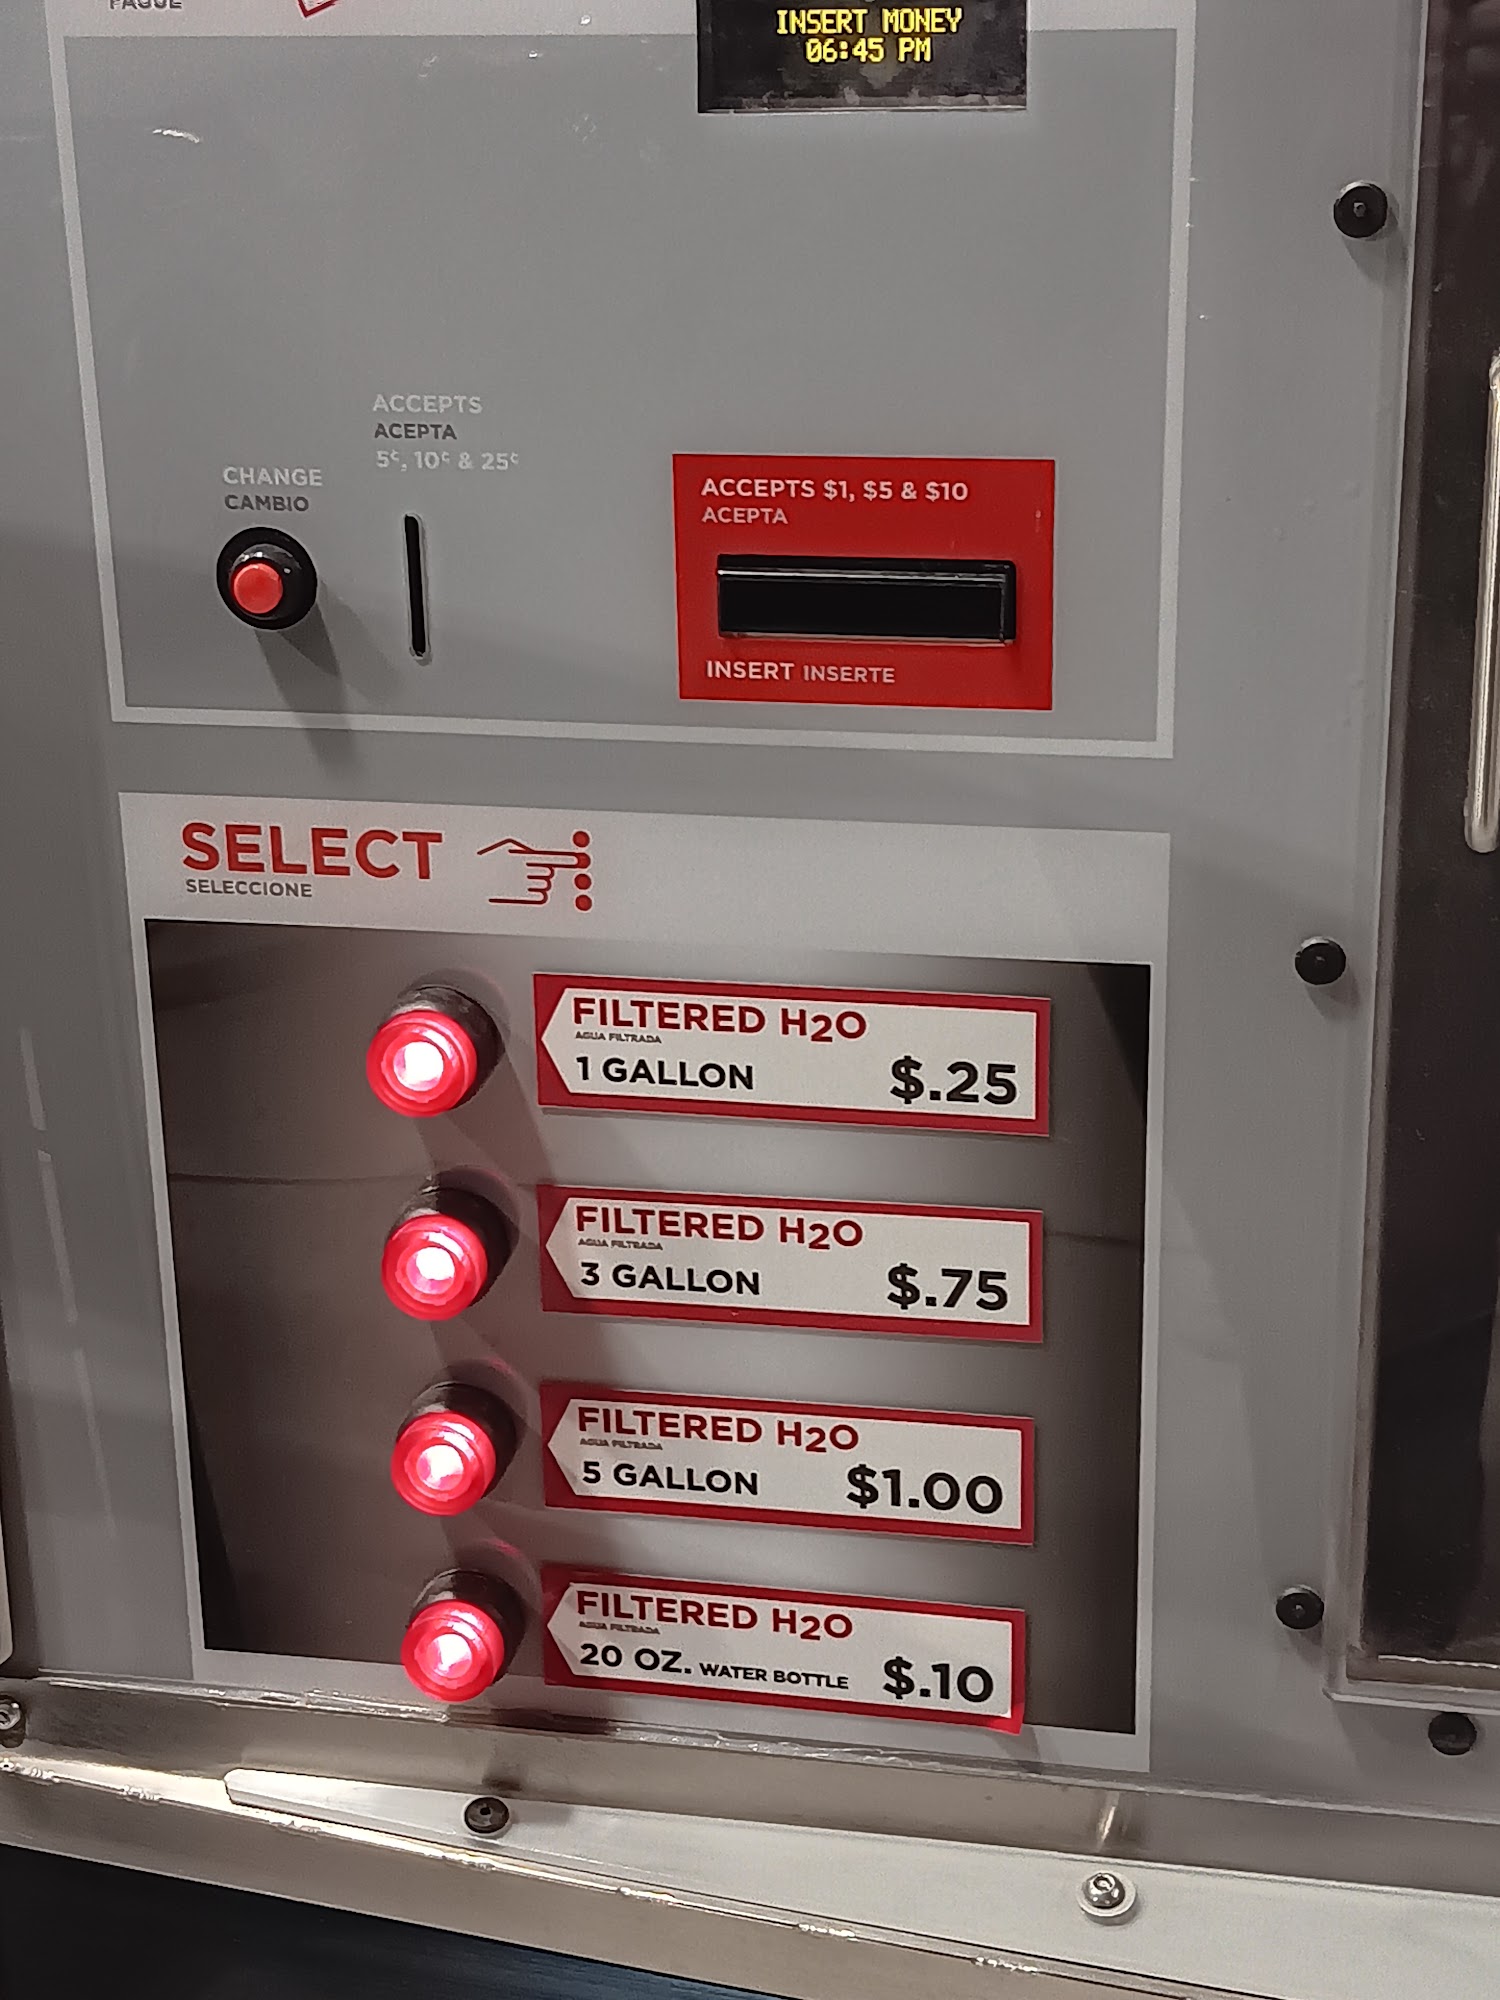 PAGUE
INSERT MONEY
06:45 PM
ACCEPTS
ACEPTA
5¢, 10¢ & 25¢
CHANGE
CAMBIO
ACCEPTS $1, $5 & $10
ACEPTA
INSERT INSERTE
SELECT
SELECCIONE
FILTERED H2O
AGUA FILTRADA
1 GALLON $.25
FILTERED H2O
AGUA FILTRADA
3 GALLON $.75
FILTERED H2O
AGUA FILTRADA
5 GALLON $1.00
FILTERED H2O
AGUA FILTRADA
20 OZ. WATER BOTTLE $.10